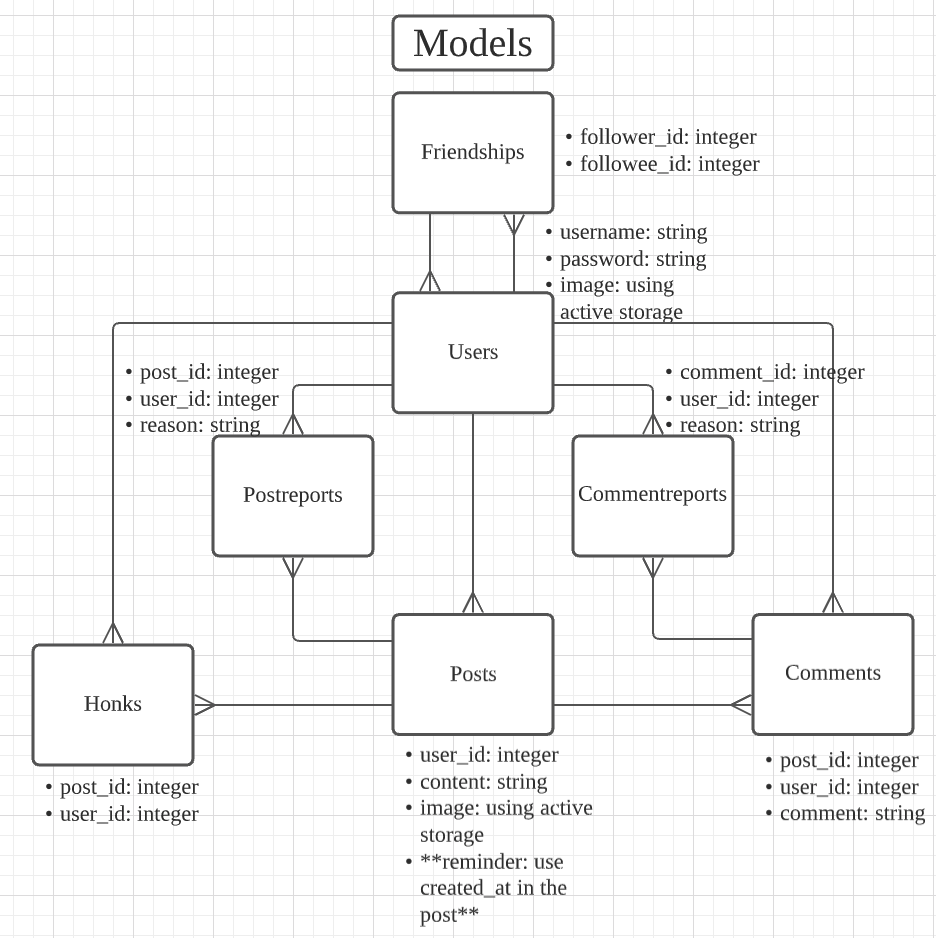 Models
Friendships
• follower_id: integer
• followee_id: integer
• username: string
• password: string
• image: using
active storage
Users
• post_id: integer
• user_id: integer
• reason: string
• comment_id: integer
• user_id: integer
• reason: string
Postreports
Commentreports
Honks
Posts
Comments
• post_id: integer
• user_id: integer
• user_id: integer
• content: string
• image: using active
storage
• **reminder: use
created_at in the
post**
• post_id: integer
• user_id: integer
• comment: string